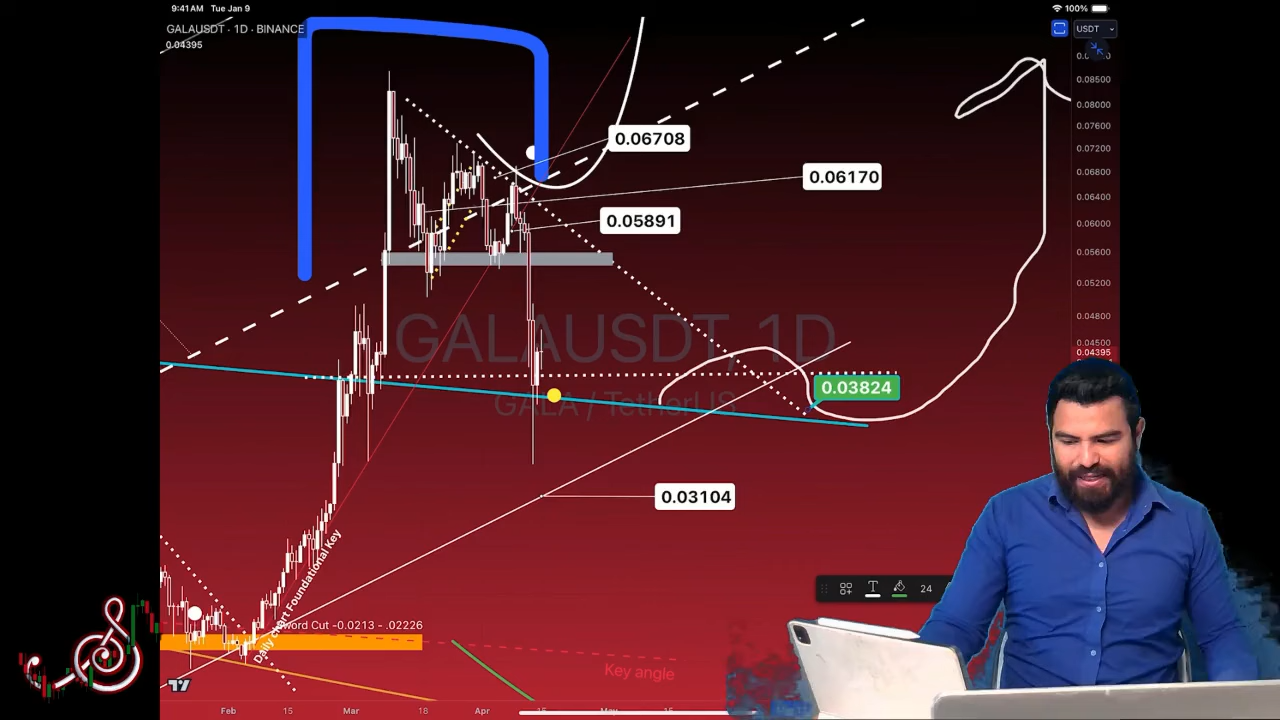 9:41 AM Tue Jan 9
100%
GALAUSDT · 1D · BINANCE
0.04395
USDT
0.08500
0.08000
0.07600
0.07200
0.06800
0.06400
0.06000
0.05600
0.05200
0.04800
0.04500
0.04395
0.06708
0.06170
0.05891
GALAUSDT, 1D
GALA / TetherUS
0.03824
0.03104
T
24
Daily chart Foundational Key
Sword Cut -0.0213 - .02226
Key angle
Feb
15
Mar
18
Apr
15
May
15